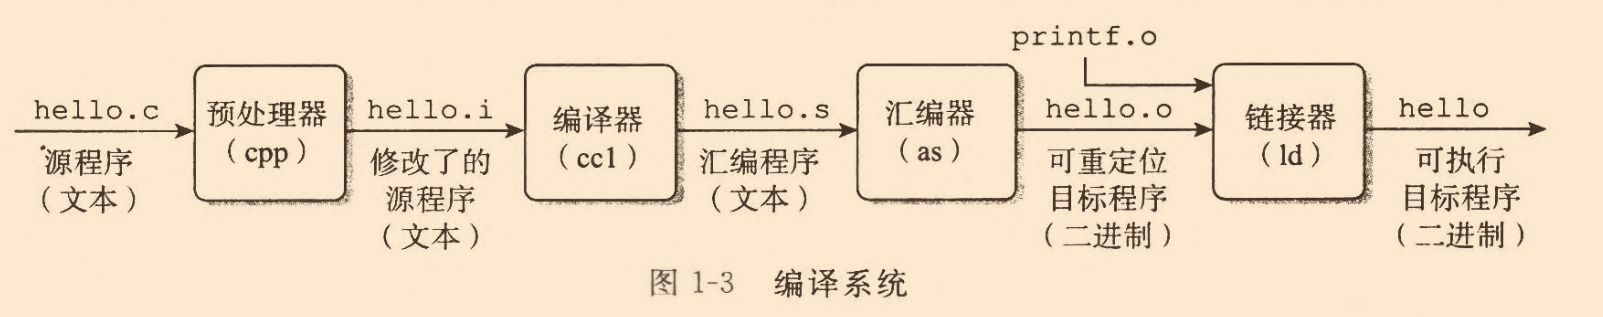 printf.o
hello.c
预处理器
(cpp)
hello.i
编译器
(cc1)
hello.s
汇编器
(as)
hello.o
链接器
(ld)
hello
源程序
(文本)
修改了的
源程序
(文本)
汇编程序
(文本)
可重定位
目标程序
(二进制)
可执行
目标程序
(二进制)
图 1-3 编译系统